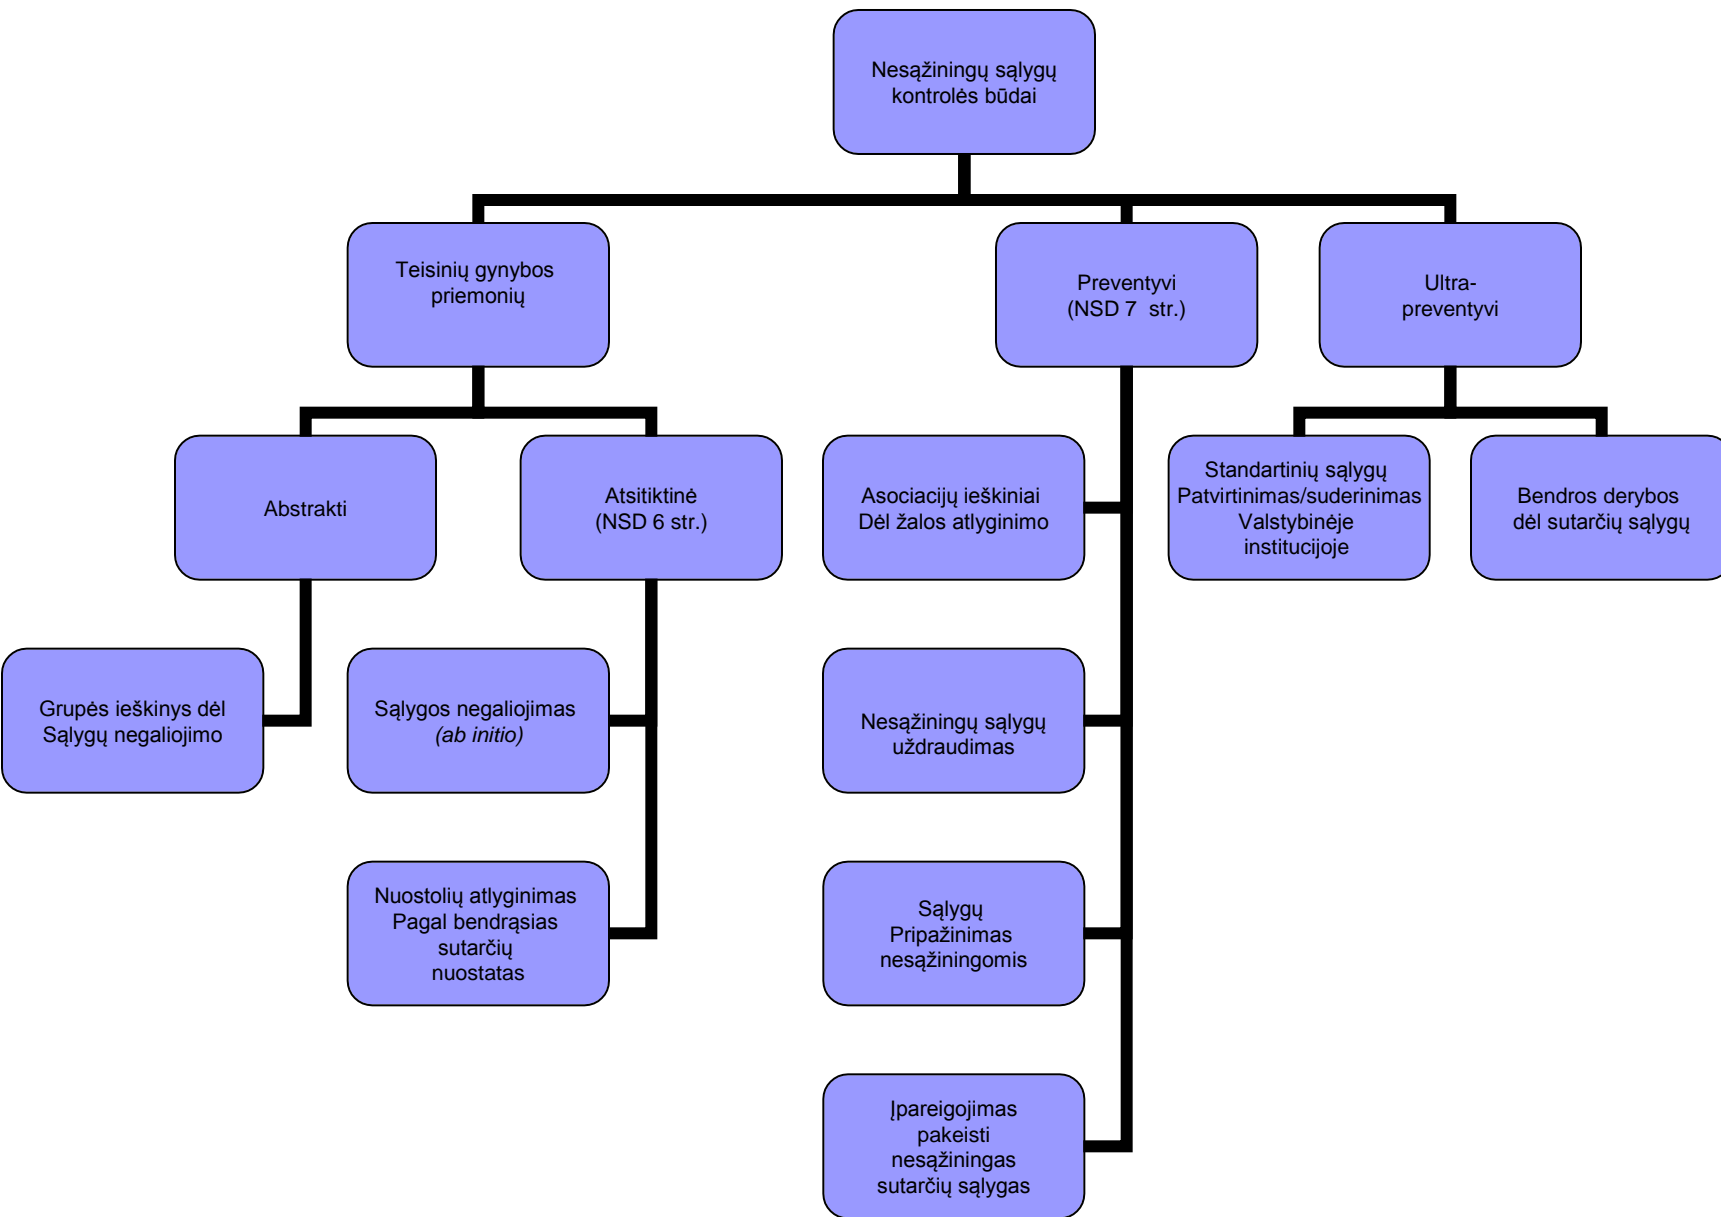 Nesąžiningų sąlygų
kontrolės būdai
Teisinių gynybos
priemonių
Preventyvi
(NSD 7  str.)
Ultra-
preventyvi
Abstrakti
Atsitiktinė
(NSD 6 str.)
Asociacijų ieškiniai
Dėl žalos atlyginimo
Standartinių sąlygų
Patvirtinimas/suderinimas
Valstybinėje
institucijoje
Bendros derybos
dėl sutarčių sąlygų
Grupės ieškinys dėl
Sąlygų negaliojimo
Sąlygos negaliojimas
(ab initio)
Nesąžiningų sąlygų
uždraudimas
Nuostolių atlyginimas
Pagal bendrąsias
sutarčių
nuostatas
Sąlygų
Pripažinimas
nesąžiningomis
Įpareigojimas
pakeisti
nesąžiningas
sutarčių sąlygas